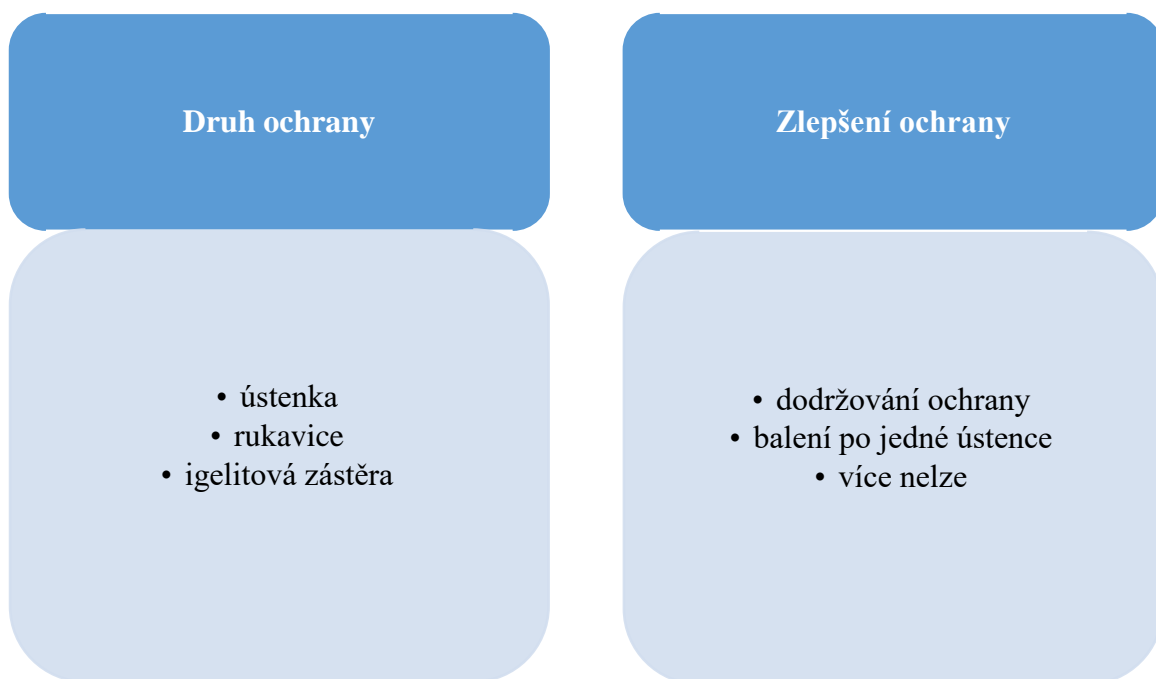 Druh ochrany
• ústenka
• rukavice
• igelitová zástěra
Zlepšení ochrany
• dodržování ochrany
• balení po jedné ústence
• více nelze